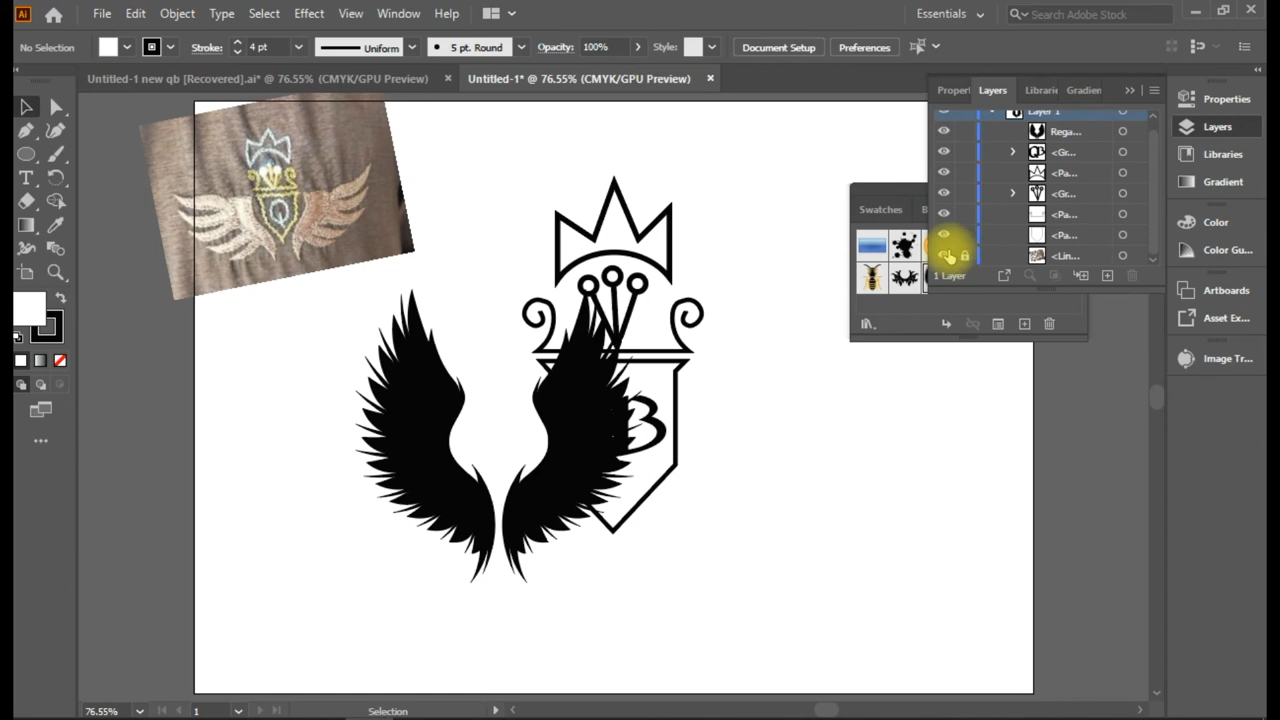 Ai File Edit Object Type Select Effect View Window Help Essentials Search Adobe Stock
No Selection Stroke: 4 pt Uniform 5 pt. Round Opacity: 100% Style: Document Setup Preferences
Untitled-1 new qb [Recovered].ai* @ 76.55% (CMYK/GPU Preview) × Untitled-1* @ 76.55% (CMYK/GPU Preview) ×
Propert Layers Librarie Gradien
Layer 1
Rega...
<Gr...
<Pa...
<Gr...
<Pa...
<Pa...
<Lin...
1 Layer
Swatches B
Properties
Layers
Libraries
Gradient
Color
Color Gu...
Artboards
Asset Ex...
Image Tr...
Q
B
76.55% 1 Selection